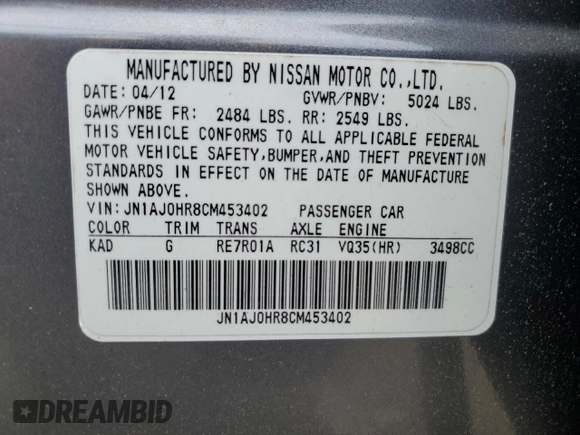 MANUFACTURED BY NISSAN MOTOR CO.,LTD.
DATE: 04/12 GVWR/PNBV: 5024 LBS.
GAWR/PNBE FR: 2484 LBS. RR: 2549 LBS.
THIS VEHICLE CONFORMS TO ALL APPLICABLE FEDERAL
MOTOR VEHICLE SAFETY,BUMPER,AND THEFT PREVENTION
STANDARDS IN EFFECT ON THE DATE OF MANUFACTURE
SHOWN ABOVE.
VIN:JN1AJ0HR8CM453402 PASSENGER CAR
COLOR TRIM TRANS AXLE ENGINE
KAD G RE7R01A RC31 VQ35(HR) 3498CC
JN1AJ0HR8CM453402
DREAMBID